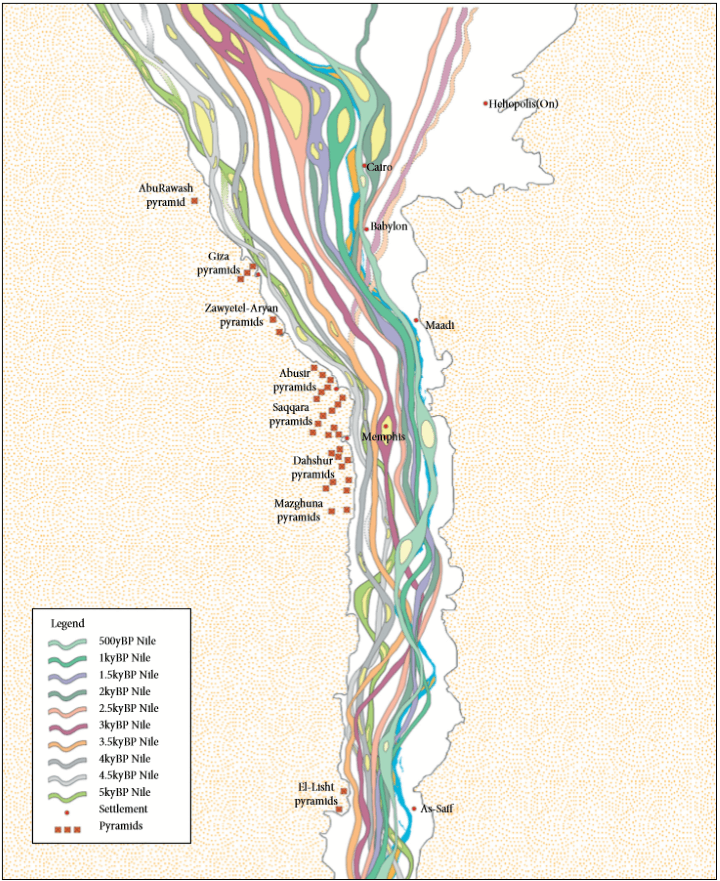 Heliopolis(On)
Cairo
AbuRawash
pyramid
Babylon
Giza
pyramids
Zawyetel-Aryan
pyramids
Maadi
Abusir
pyramids
Saqqara
pyramids
Memphis
Dahshur
pyramids
Mazghuna
pyramids
Legend
500yBP Nile
1kyBP Nile
1.5kyBP Nile
2kyBP Nile
2.5kyBP Nile
3kyBP Nile
3.5kyBP Nile
4kyBP Nile
4.5kyBP Nile
5kyBP Nile
Settlement
Pyramids
El-Lisht
pyramids
As-Saff